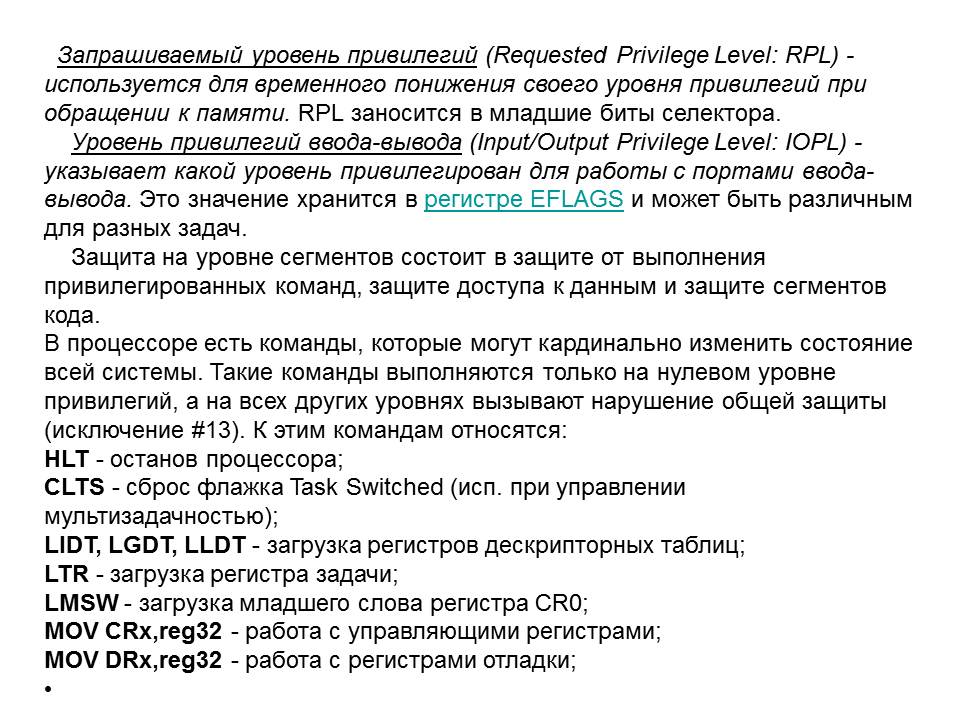 Запрашиваемый уровень привилегий (Requested Privilege Level: RPL) -
используется для временного понижения своего уровня привилегий при
обращении к памяти. RPL заносится в младшие биты селектора.
Уровень привилегий ввода-вывода (Input/Output Privilege Level: IOPL) -
указывает какой уровень привилегирован для работы с портами ввода-
вывода. Это значение хранится в регистре EFLAGS и может быть различным
для разных задач.
Защита на уровне сегментов состоит в защите от выполнения
привилегированных команд, защите доступа к данным и защите сегментов
кода.
В процессоре есть команды, которые могут кардинально изменить состояние
всей системы. Такие команды выполняются только на нулевом уровне
привилегий, а на всех других уровнях вызывают нарушение общей защиты
(исключение #13). К этим командам относятся:
HLT - останов процессора;
CLTS - сброс флажка Task Switched (исп. при управлении
мультизадачностью);
LIDT, LGDT, LLDT - загрузка регистров дескрипторных таблиц;
LTR - загрузка регистра задачи;
LMSW - загрузка младшего слова регистра CR0;
MOV CRx,reg32 - работа с управляющими регистрами;
MOV DRx,reg32 - работа с регистрами отладки;
•